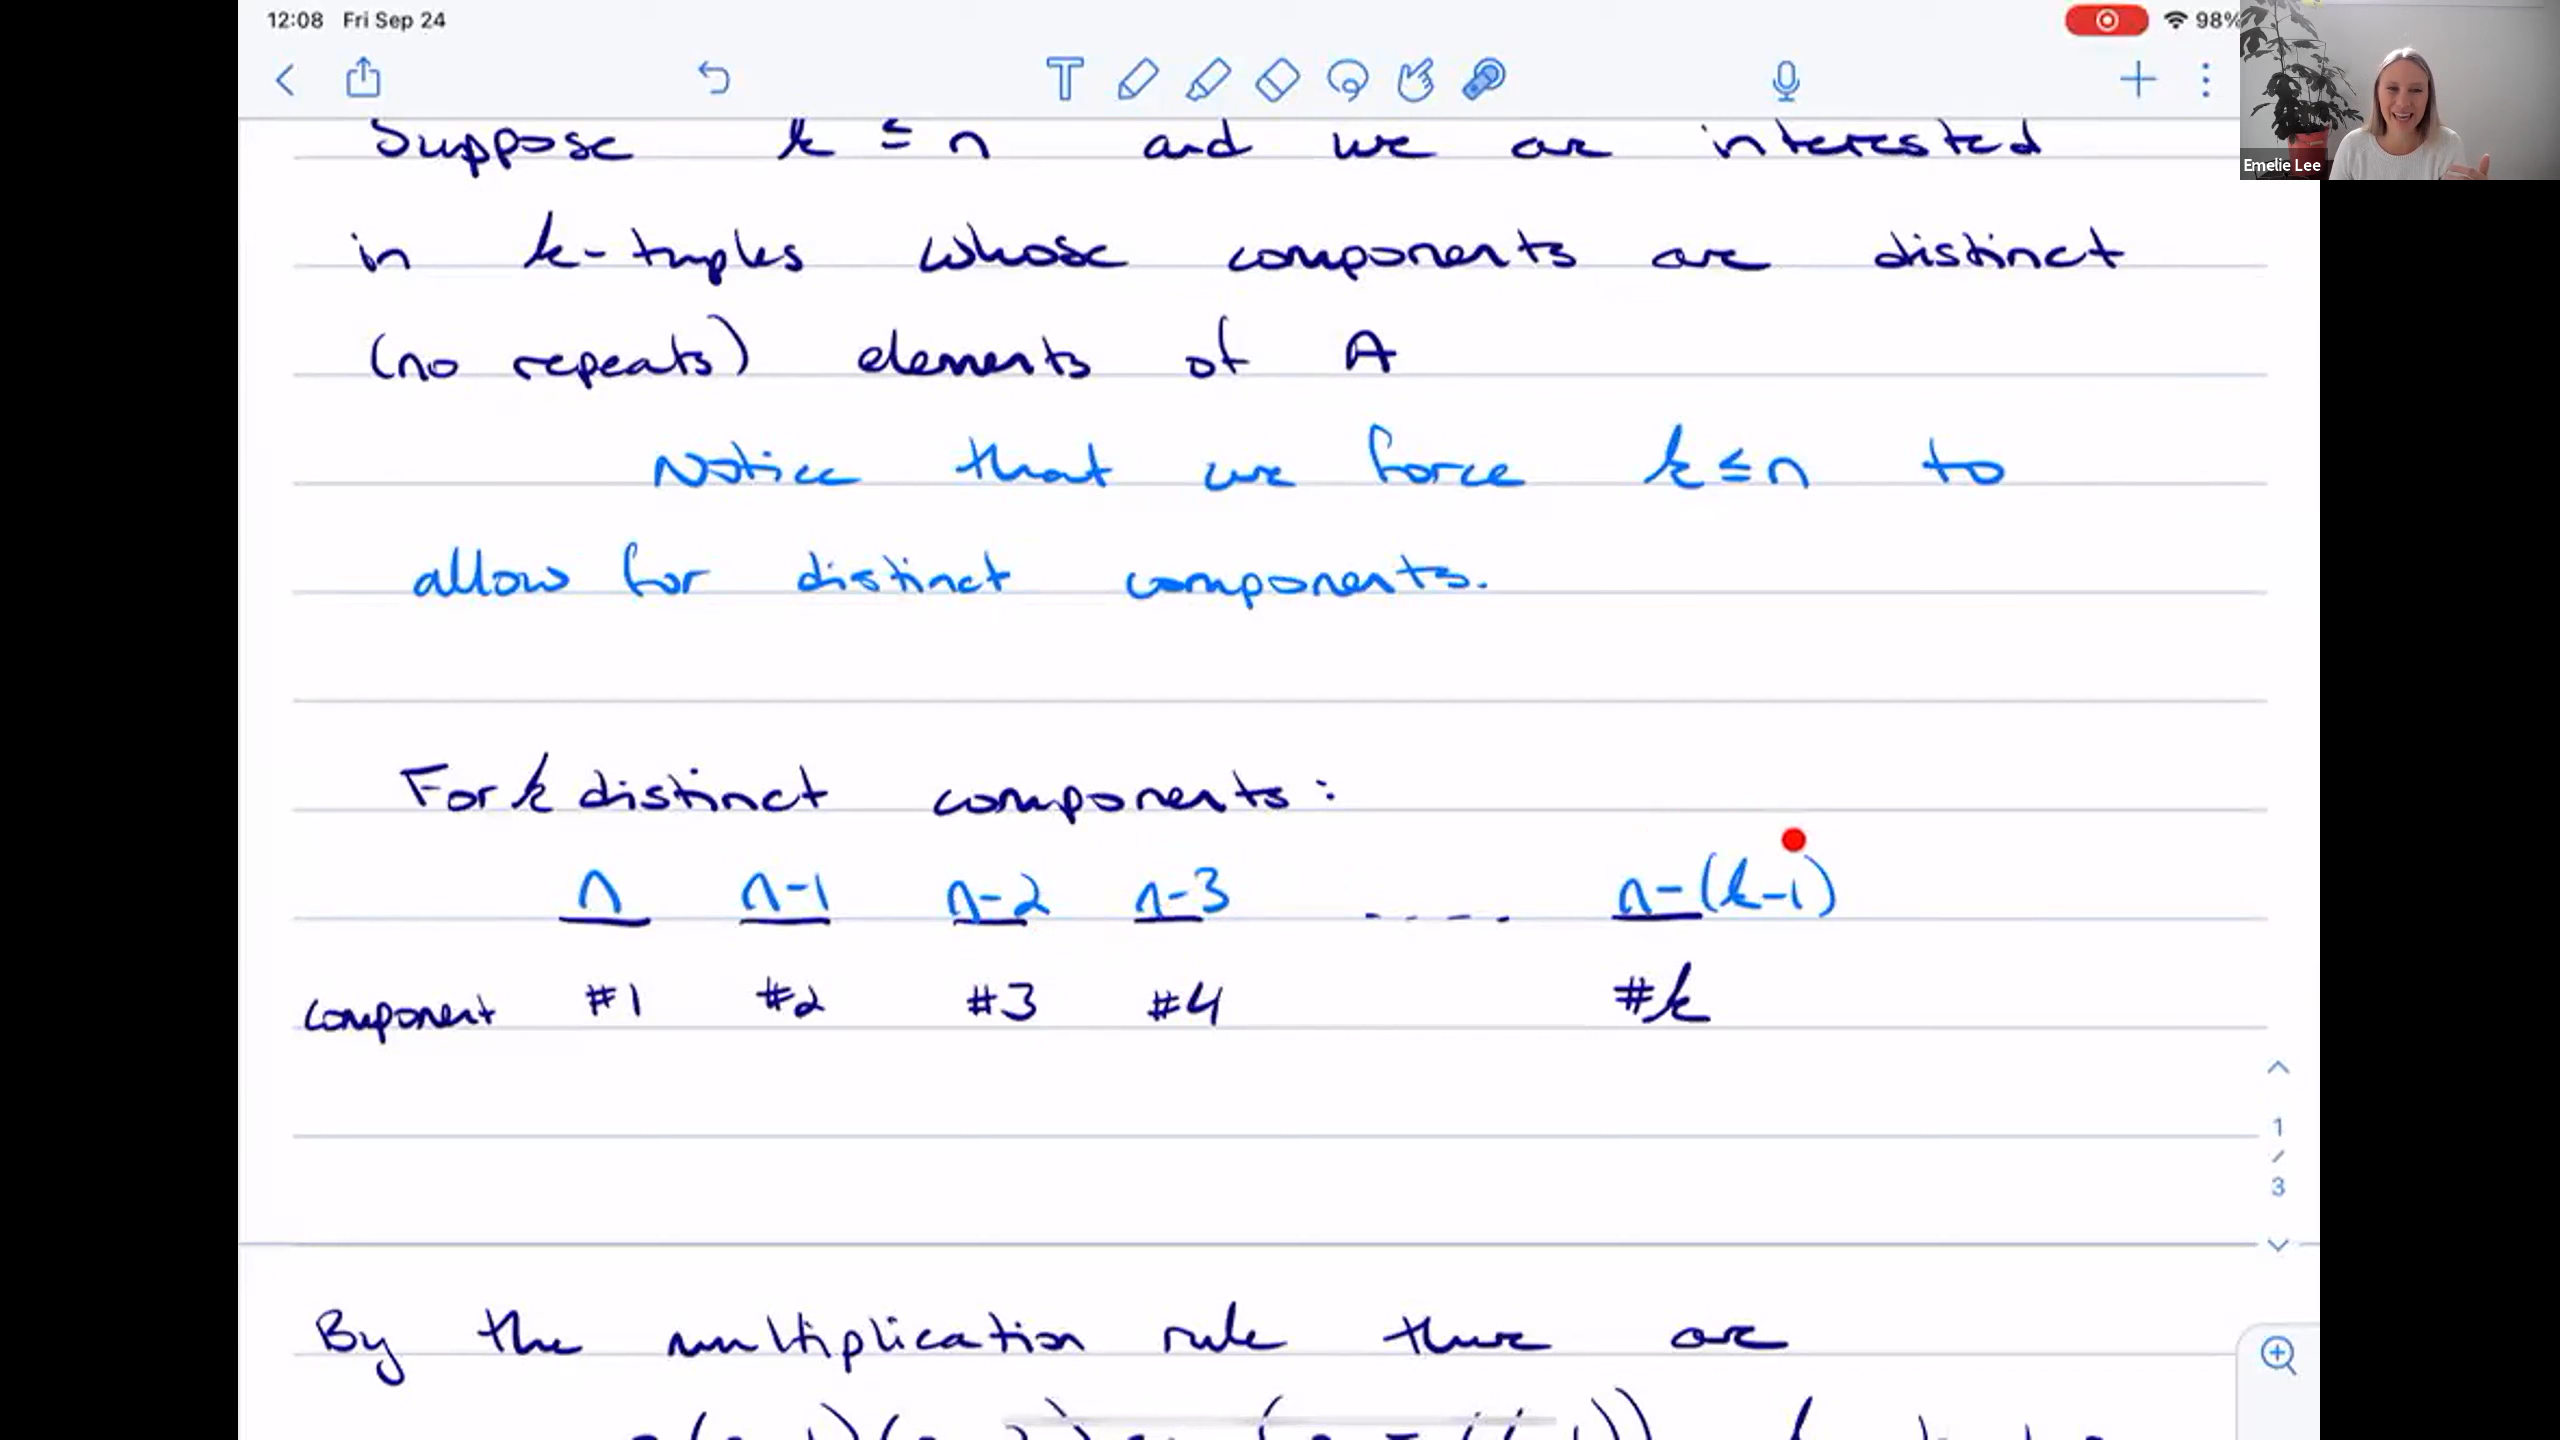 12:08 Fri Sep 24
98%
Emelie Lee
Suppose k ≤ n and we are interested
in k-tuples whose components are distinct
(no repeats) elements of A
Notice that we force k≤n to
allow for distinct components.
For k distinct components:
n n-1 n-2 n-3 .... n-(k-1)
component #1 #2 #3 #4 #k
1
/
3
By the multiplication rule there are